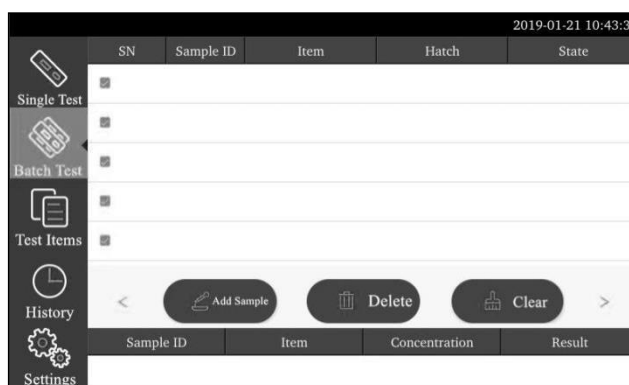 2019-01-21 10:43:3
SN Sample ID Item Hatch State
Single Test
Batch Test
Test Items
History
Settings
Add Sample Delete Clear
Sample ID Item Concentration Result